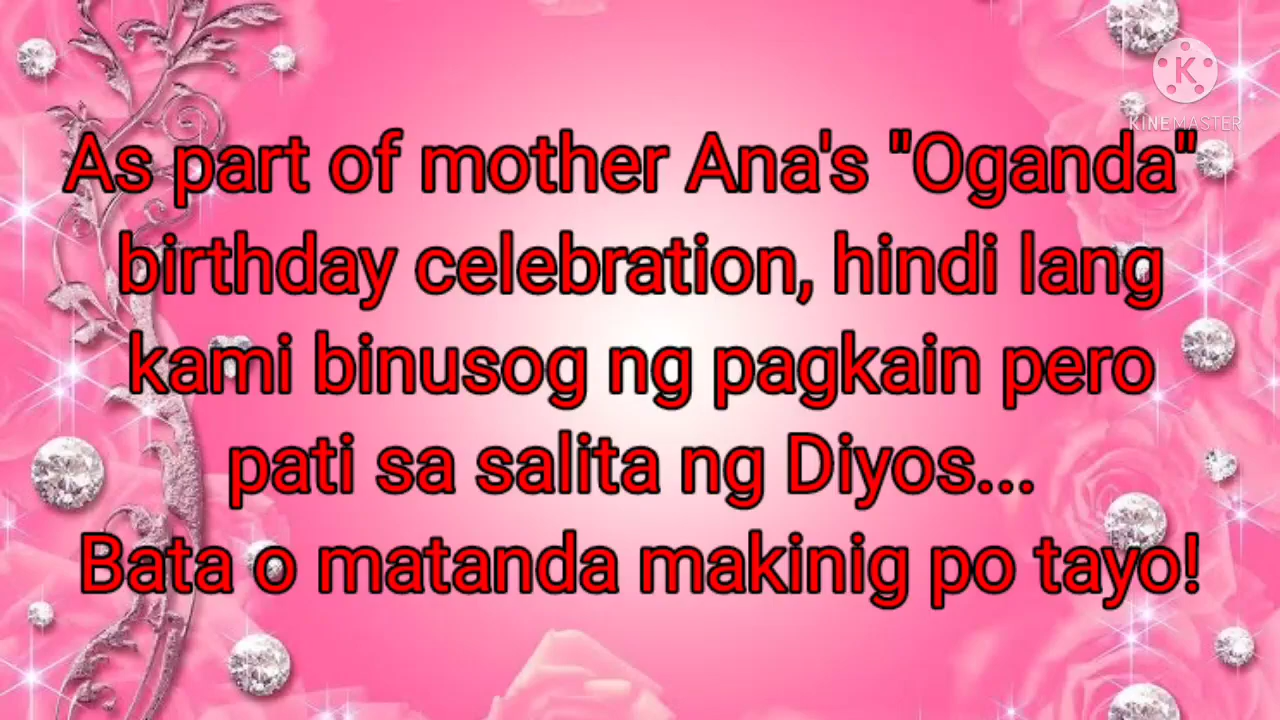 K
KINEMASTER
As part of mother Ana's "Oganda"
birthday celebration, hindi lang
kami binusog ng pagkain pero
pati sa salita ng Diyos...
Bata o matanda makinig po tayo!